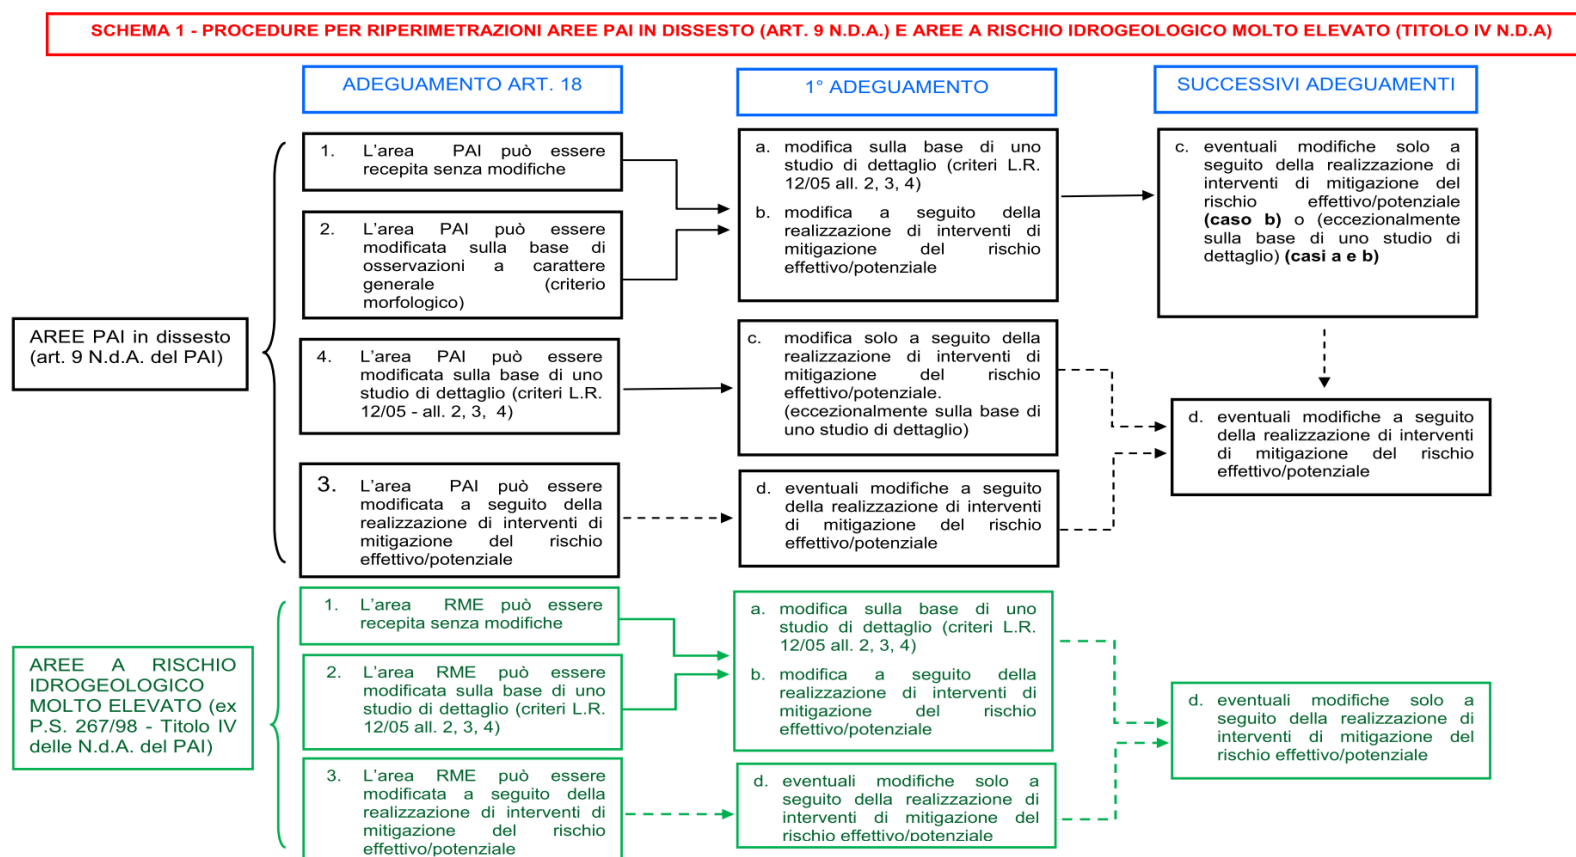 SCHEMA 1 - PROCEDURE PER RIPERIMETRAZIONI AREE PAI IN DISSESTO (ART. 9 N.D.A.) E AREE A RISCHIO IDROGEOLOGICO MOLTO ELEVATO (TITOLO IV N.D.A)
ADEGUAMENTO ART. 18
1° ADEGUAMENTO
SUCCESSIVI ADEGUAMENTI
AREE PAI in dissesto
(art. 9 N.d.A. del PAI)
1. L'area PAI può essere
recepita senza modifiche
2. L'area PAI può essere
modificata sulla base di
osservazioni a carattere
generale (criterio
morfologico)
4. L'area PAI può essere
modificata sulla base di uno
studio di dettaglio (criteri L.R.
12/05 - all. 2, 3, 4)
3. L'area PAI può essere
modificata a seguito della
realizzazione di interventi di
mitigazione del rischio
effettivo/potenziale
a. modifica sulla base di uno
studio di dettaglio (criteri L.R.
12/05 all. 2, 3, 4)
b. modifica a seguito della
realizzazione di interventi di
mitigazione del rischio
effettivo/potenziale
c. modifica solo a seguito della
realizzazione di interventi di
mitigazione del rischio
effettivo/potenziale.
(eccezionalmente sulla base di
uno studio di dettaglio)
d. eventuali modifiche a seguito
della realizzazione di interventi
di mitigazione del rischio
effettivo/potenziale
c. eventuali modifiche solo a
seguito della realizzazione di
interventi di mitigazione del
rischio effettivo/potenziale
(caso b) o (eccezionalmente
sulla base di uno studio di
dettaglio) (casi a e b)
d. eventuali modifiche a seguito
della realizzazione di interventi
di mitigazione del rischio
effettivo/potenziale
AREE A RISCHIO
IDROGEOLOGICO
MOLTO ELEVATO (ex
P.S. 267/98 - Titolo IV
delle N.d.A. del PAI)
1. L'area RME può essere
recepita senza modifiche
2. L'area RME può essere
modificata sulla base di uno
studio di dettaglio (criteri L.R.
12/05 all. 2, 3, 4)
3. L'area RME può essere
modificata a seguito della
realizzazione di interventi di
mitigazione del rischio
effettivo/potenziale
a. modifica sulla base di uno
studio di dettaglio (criteri L.R.
12/05 all. 2, 3, 4)
b. modifica a seguito della
realizzazione di interventi di
mitigazione del rischio
effettivo/potenziale
d. eventuali modifiche solo a
seguito della realizzazione di
interventi di mitigazione del
rischio effettivo/potenziale
d. eventuali modifiche solo a
seguito della realizzazione di
interventi di mitigazione del
rischio effettivo/potenziale